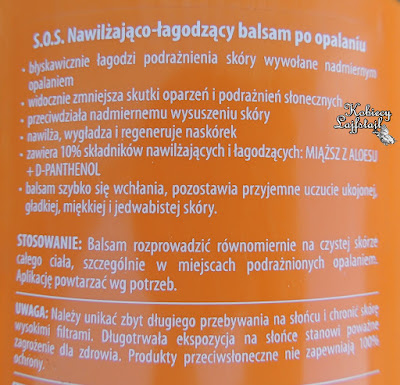 S.O.S. Nawilżająco-łagodzący balsam po opalaniu
• błyskawicznie łagodzi podrażnienia skóry wywołane nadmiernym
opalaniem
• widocznie zmniejsza skutki oparzeń i podrażnień słonecznych
• przeciwdziała nadmiernemu wysuszeniu skóry
• nawilża, wygładza i regeneruje naskórek
• zawiera 10% składników nawilżających i łagodzących: MIĄŻSZ Z ALOESU
+ D-PANTHENOL
• balsam szybko się wchłania, pozostawia przyjemne uczucie ukojonej,
gładkiej, miękkiej i jedwabistej skóry.
Kobiecy
Lajfstajl
STOSOWANIE: Balsam rozprowadzić równomiernie na czystej skórze
całego ciała, szczególnie w miejscach podrażnionych opalaniem.
Aplikację powtarzać wg potrzeb.
UWAGA: Należy unikać zbyt długiego przebywania na słońcu i chronić skórę
wysokimi filtrami. Długotrwała ekspozycja na słońce stanowi poważne
zagrożenie dla zdrowia. Produkty przeciwsłoneczne nie zapewniają 100%
ochrony.